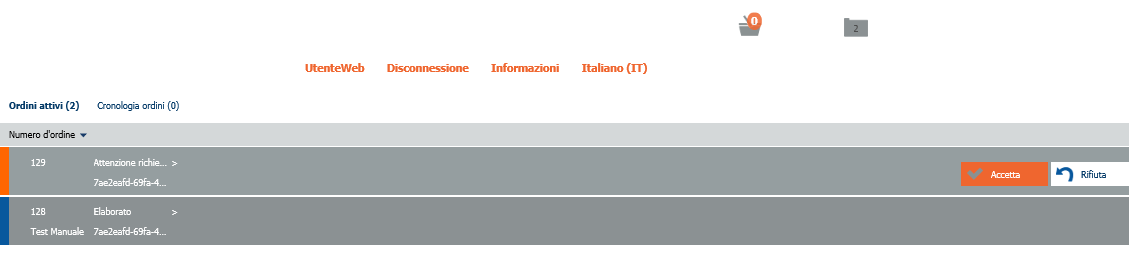 0
2
UtenteWeb Disconnessione Informazioni Italiano (IT)
Ordini attivi (2) Cronologia ordini (0)
Numero d'ordine
129 Attenzione richie... >
7ae2eafd-69fa-4...
Accetta Rifiuta
128 Elaborato >
Test Manuale 7ae2eafd-69fa-4...